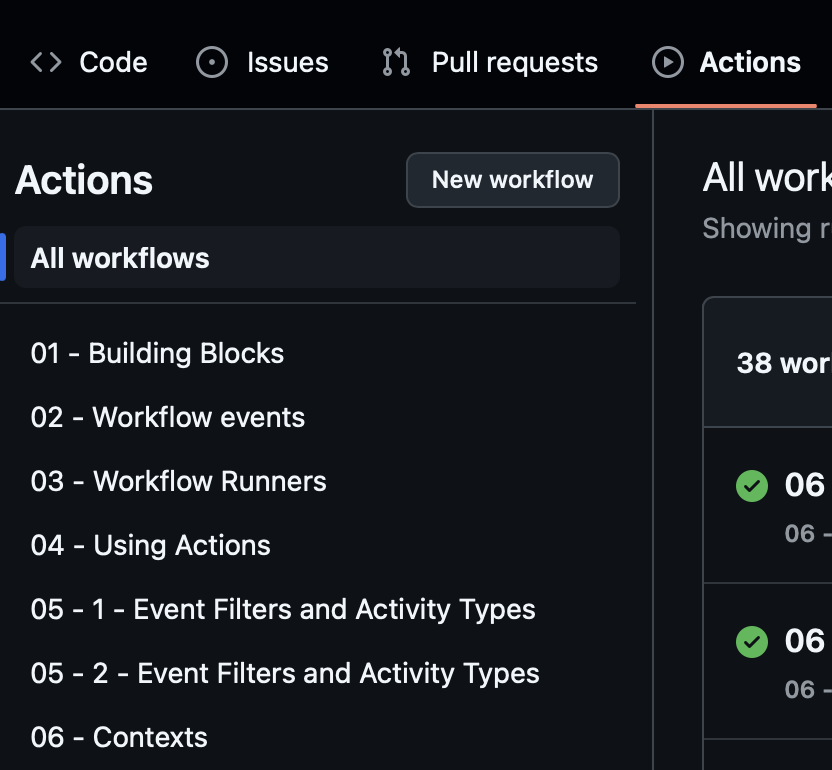 Code Issues Pull requests Actions
Actions
New workflow
All workflows
01 - Building Blocks
02 - Workflow events
03 - Workflow Runners
04 - Using Actions
05 - 1 - Event Filters and Activity Types
05 - 2 - Event Filters and Activity Types
06 - Contexts
All work
Showing r
38 wor
06
06 -
06
06 -